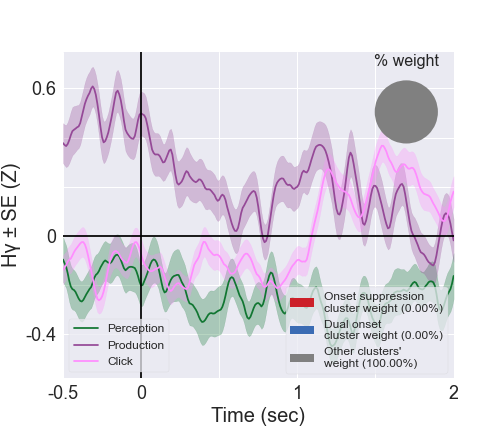 % weight
0.6
0
-0.4
Hγ ± SE (Z)
Perception
Production
Click
Onset suppression
cluster weight (0.00%)
Dual onset
cluster weight (0.00%)
Other clusters'
weight (100.00%)
-0.5
0
1
2
Time (sec)